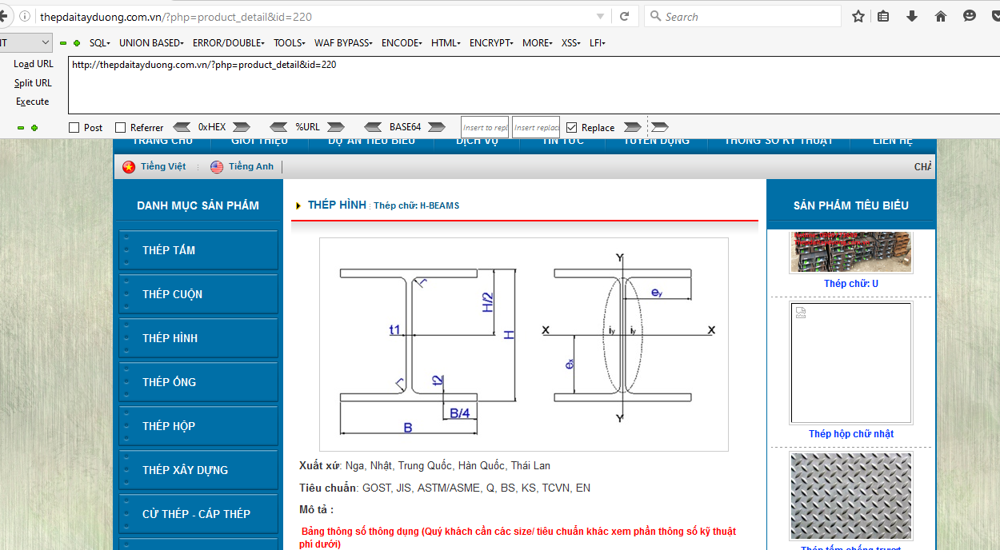 thepdaitayduong.com.vn/?php=product_detail&id=220
Search
SQL UNION BASED ERROR/DOUBLE TOOLS WAF BYPASS ENCODE HTML ENCRYPT MORE XSS LFI
Load URL
http://thepdaitayduong.com.vn/?php=product_detail&id=220
Split URL
Execute
Post Referrer 0xHEX %URL BASE64 Insert to repl Insert replac Replace
TRANG CHỦ GIỚI THIỆU DỰ ÁN TIÊU BIỂU DỊCH VỤ TIN TỨC TUYỂN DỤNG THÔNG SỐ KỸ THUẬT LIÊN HỆ
Tiếng Việt Tiếng Anh
DANH MỤC SẢN PHẨM
THÉP TẤM
THÉP CUỘN
THÉP HÌNH
THÉP ỐNG
THÉP HỘP
THÉP XÂY DỰNG
CỪ THÉP - CÁP THÉP
THÉP HÌNH : Thép chữ: H-BEAMS
r
H/2
t1
H
r
t2
B/4
B
Y
ey
X iy iy X
ex
Y
Xuất xứ: Nga, Nhật, Trung Quốc, Hàn Quốc, Thái Lan
Tiêu chuẩn: GOST, JIS, ASTM/ASME, Q, BS, KS, TCVN, EN
Mô tả :
Bảng thông số thông dụng (Quý khách cần các size/ tiêu chuẩn khác xem phần thông số kỹ thuật
phí dưới)
SẢN PHẨM TIÊU BIỂU
Thép chữ: U
Thép hộp chữ nhật
Thép tấm chống trượt